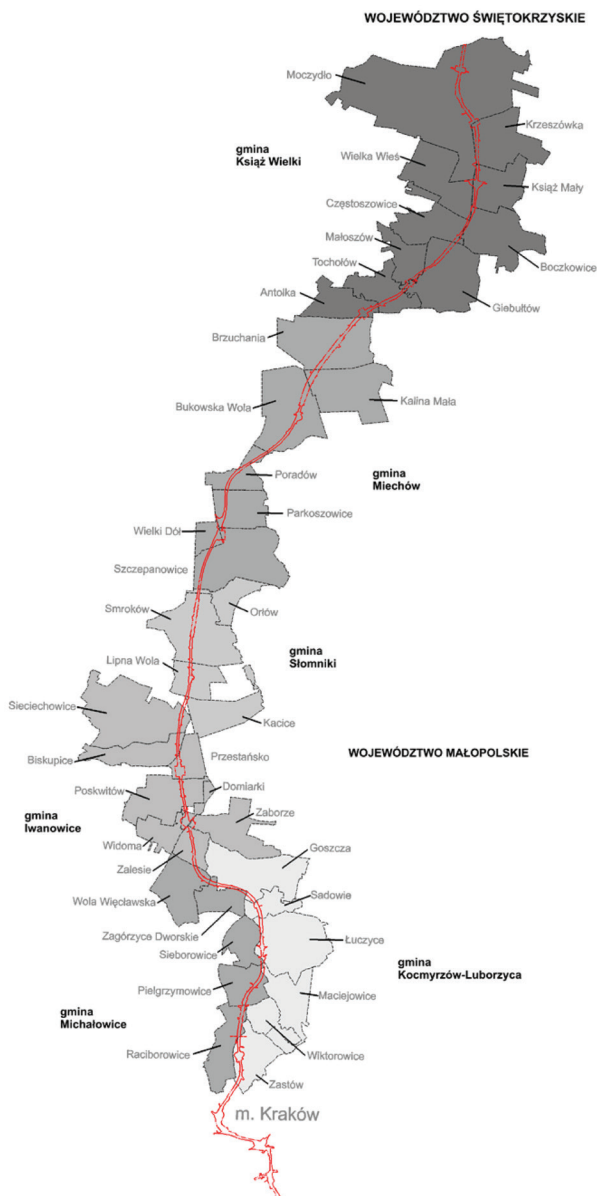 WOJEWÓDZTWO ŚWIĘTOKRZYSKIE
Moczydło
Krzeszówka
gmina
Książ Wielki
Wielka Wieś
Książ Mały
Częstoszowice
Małoszów
Tochołów
Boczkowice
Antolka
Giebułtów
Brzuchania
Bukowska Wola
Kalina Mała
Poradów
gmina
Miechów
Parkoszowice
Wielki Dół
Szczepanowice
Smroków
Orłów
gmina
Słomniki
Lipna Wola
Sieciechowice
Kacice
WOJEWÓDZTWO MAŁOPOLSKIE
Biskupice
Przestańsko
Poskwitów
Domiarki
gmina
Iwanowice
Zaborze
Widoma
Goszcza
Zalesie
Sadowie
Wola Więcławska
Zagórzyce Dworskie
Łuczyce
Sieborowice
gmina
Kocmyrzów-Luborzyca
Pielgrzymowice
Maciejowice
gmina
Michałowice
Raciborowice
Wiktorowice
Zastów
m. Kraków